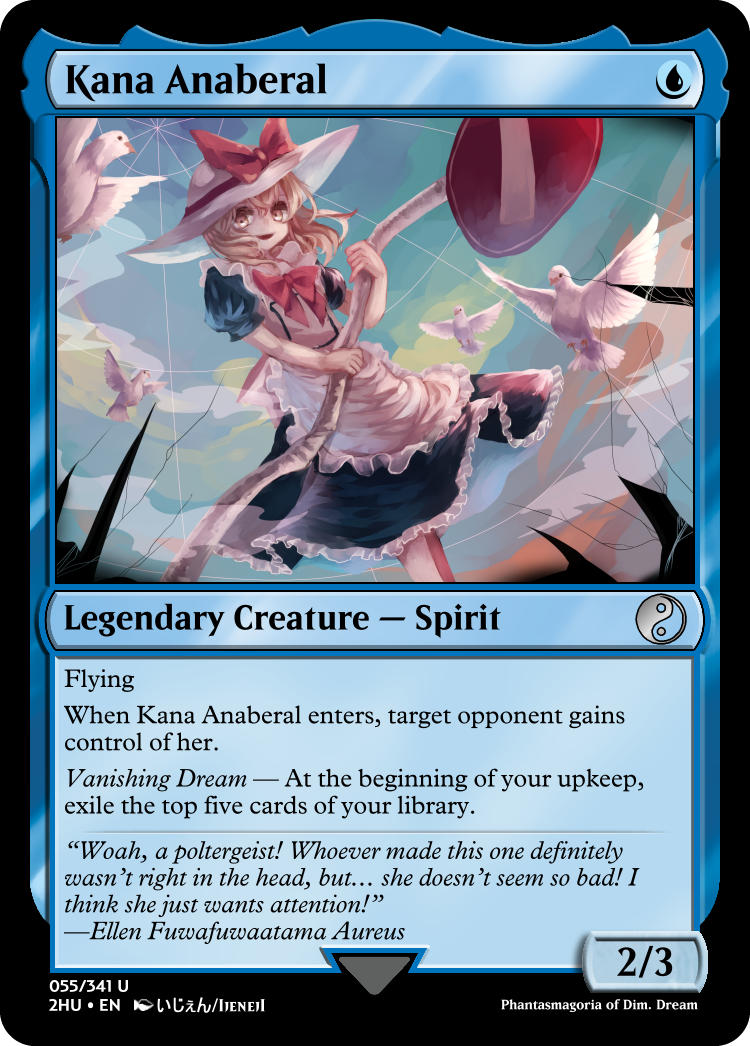 Kana Anaberal
Legendary Creature — Spirit
Flying
When Kana Anaberal enters, target opponent gains
control of her.
Vanishing Dream — At the beginning of your upkeep,
exile the top five cards of your library.
“Woah, a poltergeist! Whoever made this one definitely
wasn’t right in the head, but… she doesn’t seem so bad! I
think she just wants attention!”
—Ellen Fuwafuwaatama Aureus
2/3
055/341 U
2HU • EN いじぇん/IJENEJI
Phantasmagoria of Dim. Dream